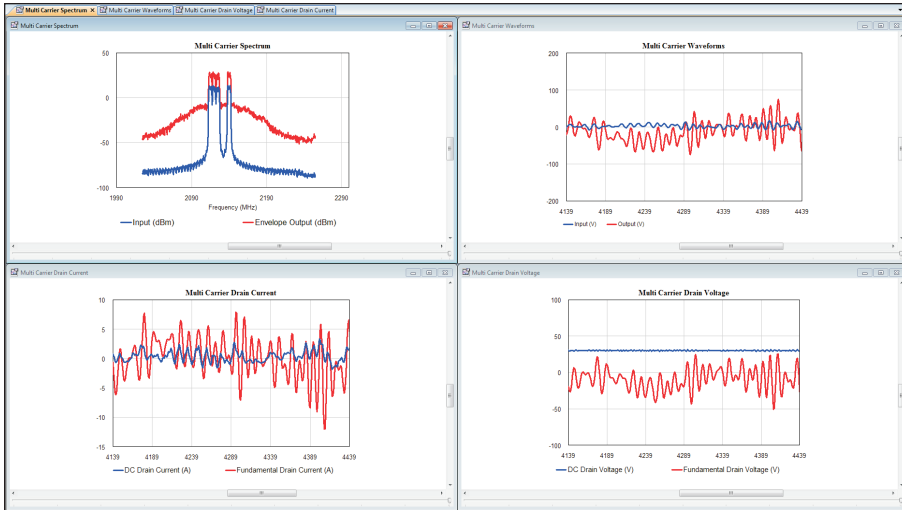 Multi Carrier Spectrum × Multi Carrier Waveforms Multi Carrier Drain Voltage Multi Carrier Drain Current
Multi Carrier Spectrum
Multi Carrier Spectrum
50
0
-50
-100
1990 2090 2190 2290
Frequency (MHz)
Input (dBm) Envelope Output (dBm)
Multi Carrier Waveforms
Multi Carrier Waveforms
200
100
0
-100
-200
4139 4189 4239 4289 4339 4389 4439
Input (V) Output (V)
Multi Carrier Drain Current
Multi Carrier Drain Current
10
5
0
-5
-10
-15
4139 4189 4239 4289 4339 4389 4439
DC Drain Current (A) Fundamental Drain Current (A)
Multi Carrier Drain Voltage
Multi Carrier Drain Voltage
100
50
0
-50
-100
4139 4189 4239 4289 4339 4389 4439
DC Drain Voltage (V) Fundamental Drain Voltage (V)